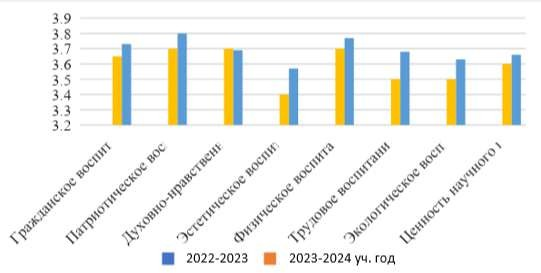 3.9
3.8
3.7
3.6
3.5
3.4
3.3
3.2
Гражданское воспит
Патриотическое вос
Духовно-нравственн
Эстетическое воспи
Физическое воспита
Трудовое воспитани
Экологическое восп
Ценность научного п
2022-2023
2023-2024 уч. год